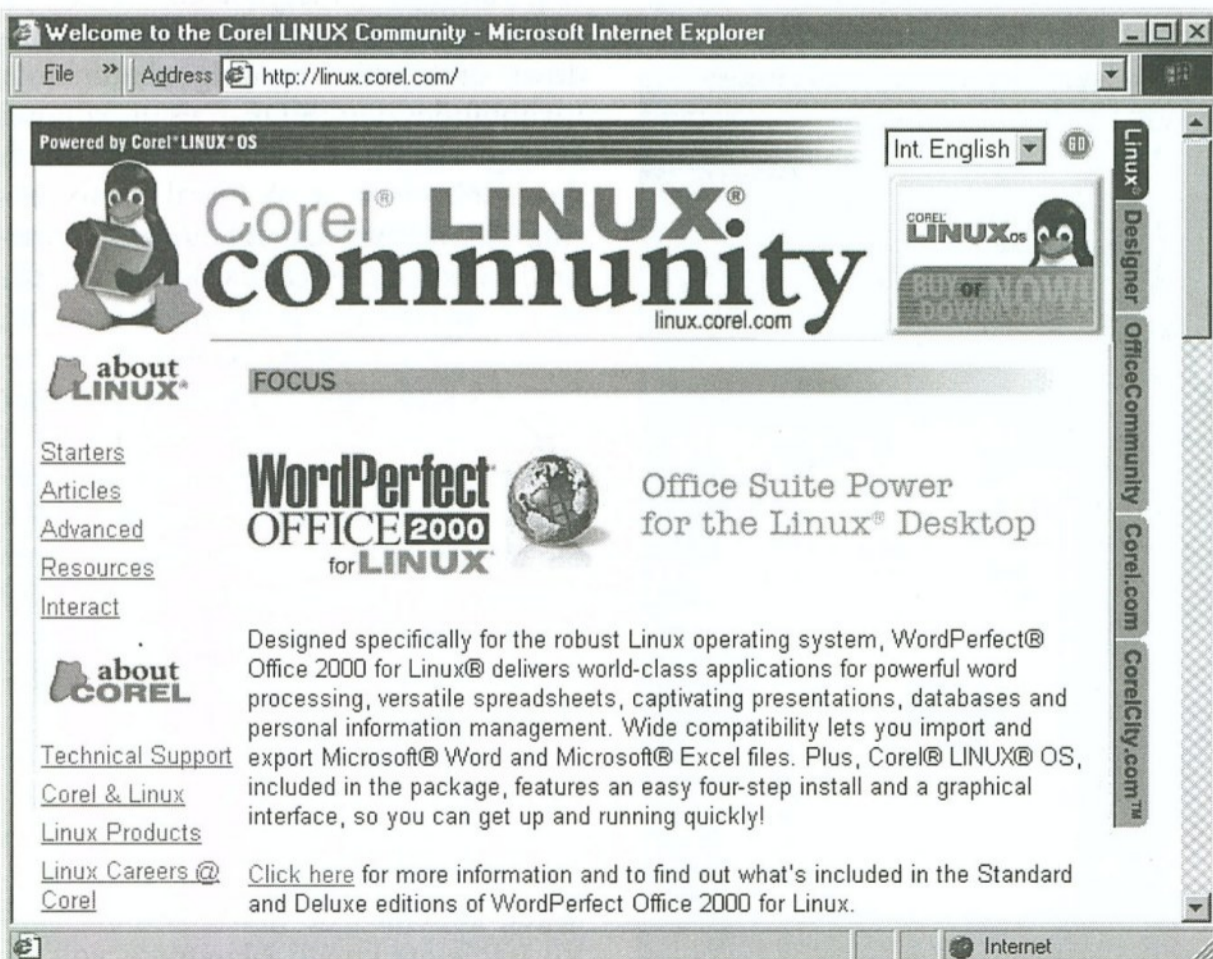 Welcome to the Corel LINUX Community - Microsoft Internet Explorer
File » Address http://linux.corel.com/
Powered by Corel® LINUX® OS
Int. English GO
Corel® LINUX®
community
linux.corel.com
COREL
LINUX OS
BUY or NOW!
DOWNLOAD
Linux®
Designer
OfficeCommunity
Corel.com
CorelCity.com™
about
LINUX®
Starters
Articles
Advanced
Resources
Interact
about
COREL
Technical Support
Corel & Linux
Linux Products
Linux Careers @
Corel
FOCUS
WordPerfect
OFFICE 2000
for LINUX
Office Suite Power
for the Linux® Desktop
Designed specifically for the robust Linux operating system, WordPerfect®
Office 2000 for Linux® delivers world-class applications for powerful word
processing, versatile spreadsheets, captivating presentations, databases and
personal information management. Wide compatibility lets you import and
export Microsoft® Word and Microsoft® Excel files. Plus, Corel® LINUX® OS,
included in the package, features an easy four-step install and a graphical
interface, so you can get up and running quickly!
Click here for more information and to find out what's included in the Standard
and Deluxe editions of WordPerfect Office 2000 for Linux.
Internet